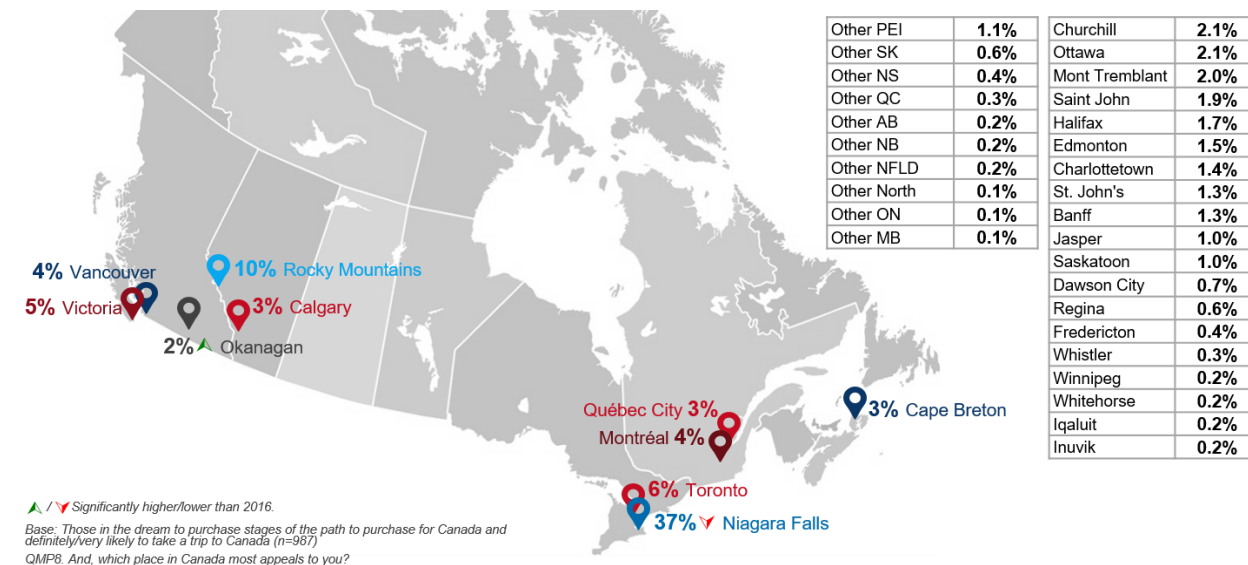 Other PEI 1.1%
Other SK 0.6%
Other NS 0.4%
Other QC 0.3%
Other AB 0.2%
Other NB 0.2%
Other NFLD 0.2%
Other North 0.1%
Other ON 0.1%
Other MB 0.1%
Churchill 2.1%
Ottawa 2.1%
Mont Tremblant 2.0%
Saint John 1.9%
Halifax 1.7%
Edmonton 1.5%
Charlottetown 1.4%
St. John's 1.3%
Banff 1.3%
Jasper 1.0%
Saskatoon 1.0%
Dawson City 0.7%
Regina 0.6%
Fredericton 0.4%
Whistler 0.3%
Winnipeg 0.2%
Whitehorse 0.2%
Iqaluit 0.2%
Inuvik 0.2%
4% Vancouver
10% Rocky Mountains
5% Victoria
3% Calgary
2% Okanagan
Québec City 3%
3% Cape Breton
Montréal 4%
6% Toronto
37% Niagara Falls
/ Significantly higher/lower than 2016.
Base: Those in the dream to purchase stages of the path to purchase for Canada and
definitely/very likely to take a trip to Canada (n=987)
QMP8. And, which place in Canada most appeals to you?